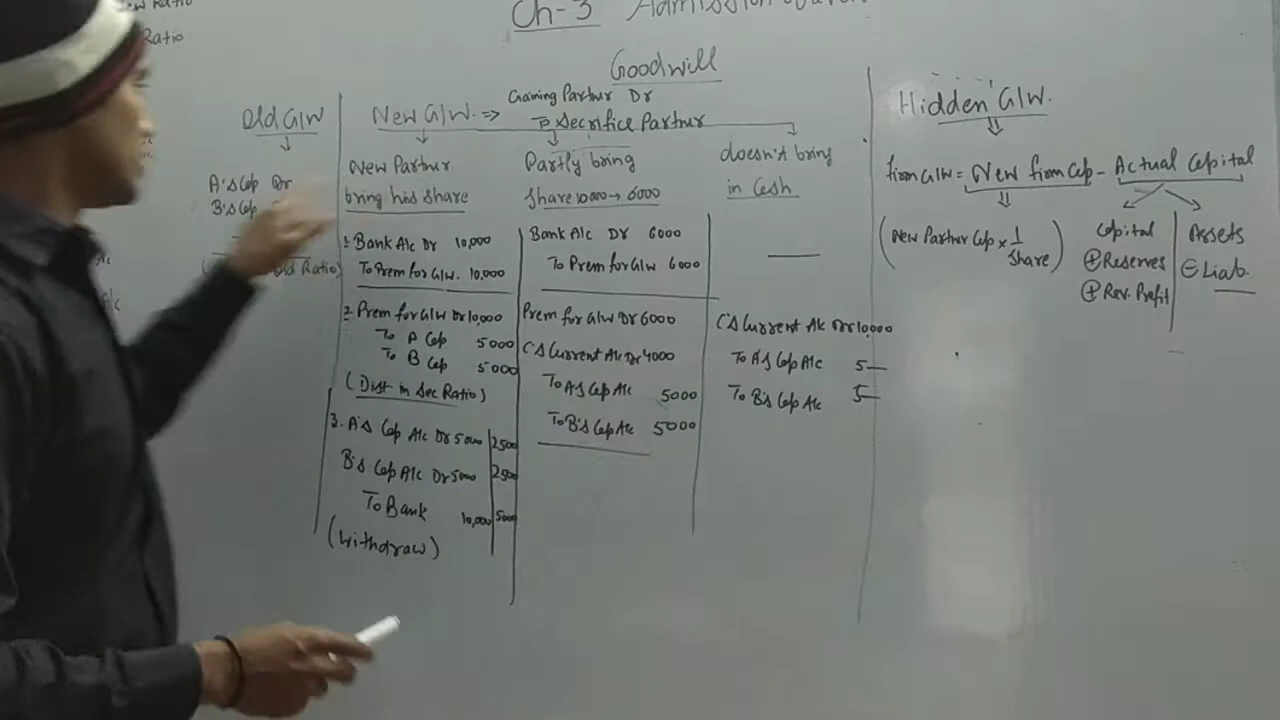 Ratio
Ratio
Ch-3 Admission of
Goodwill
Old G/W
A's Cap Dr
B's Cap
Old Ratio)
New G/W. => Gaining Partner Dr
To Secrifice Partner
New Partner
bring his share
1. Bank A/c Dr 10,000
To Prem for G/W. 10,000
2. Prem for G/W Dr 10,000
To A Cap 5000
To B Cap 5000
(Dist in Sec Ratio)
3. A's Cap A/c Dr 5000 2500
B's Cap A/c Dr 5000 2500
To Bank 10,000 5000
(Withdraw)
Partly bring
Share 10000 → 6000
Bank A/c Dr 6000
To Prem for G/W 6000
Prem for G/W Dr 6000
C's Current A/c Dr 4000
To A's Cap A/c 5000
To B's Cap A/c 5000
doesn't bring
in Cash
C's Current A/c Dr 10,000
To A's Cap A/c 5—
To B's Cap A/c 5—
Hidden G/W.
firm G/W = New firm Cap - Actual Capital
(New Partner Cap × 1/Share)
Capital
⊕ Reserves
⊕ Rev. Profit
Assets
⊖ Liab.